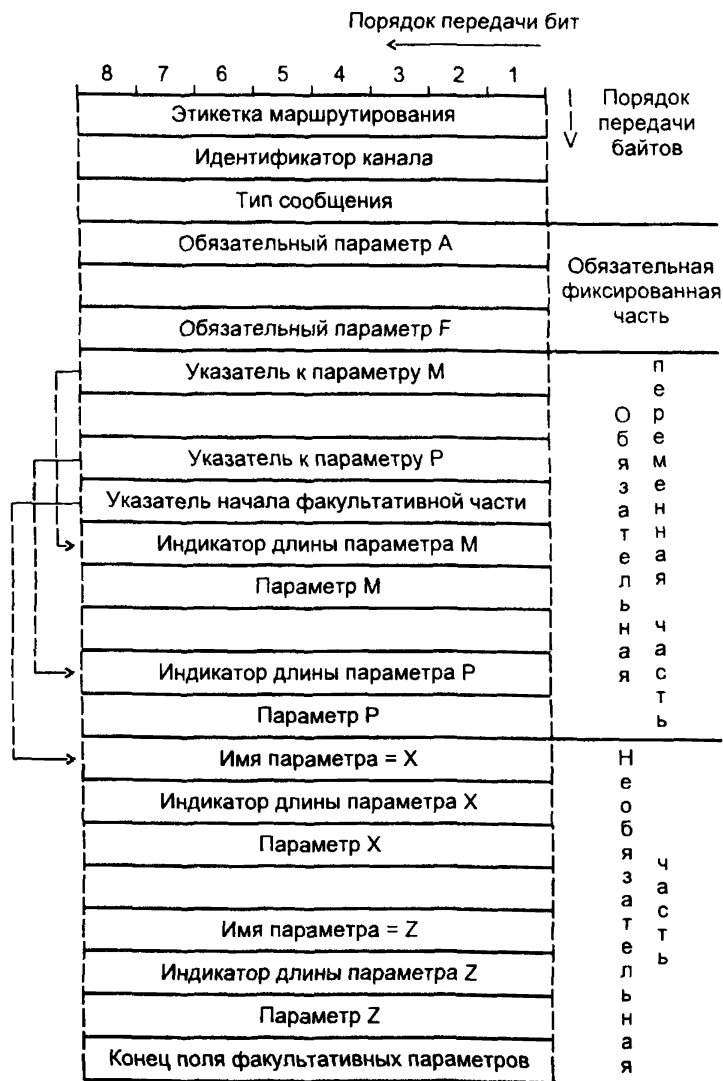 Порядок передачи бит
8 7 6 5 4 3 2 1
Порядок
передачи
байтов
Этикетка маршрутирования
Идентификатор канала
Тип сообщения
Обязательный параметр А
Обязательный параметр F
Обязательная
фиксированная
часть
Указатель к параметру М
Указатель к параметру Р
Указатель начала факультативной части
Индикатор длины параметра М
Параметр М
Индикатор длины параметра Р
Параметр Р
Обязательная
переменная часть
Имя параметра = X
Индикатор длины параметра X
Параметр X
Имя параметра = Z
Индикатор длины параметра Z
Параметр Z
Конец поля факультативных параметров
Необязательная
часть